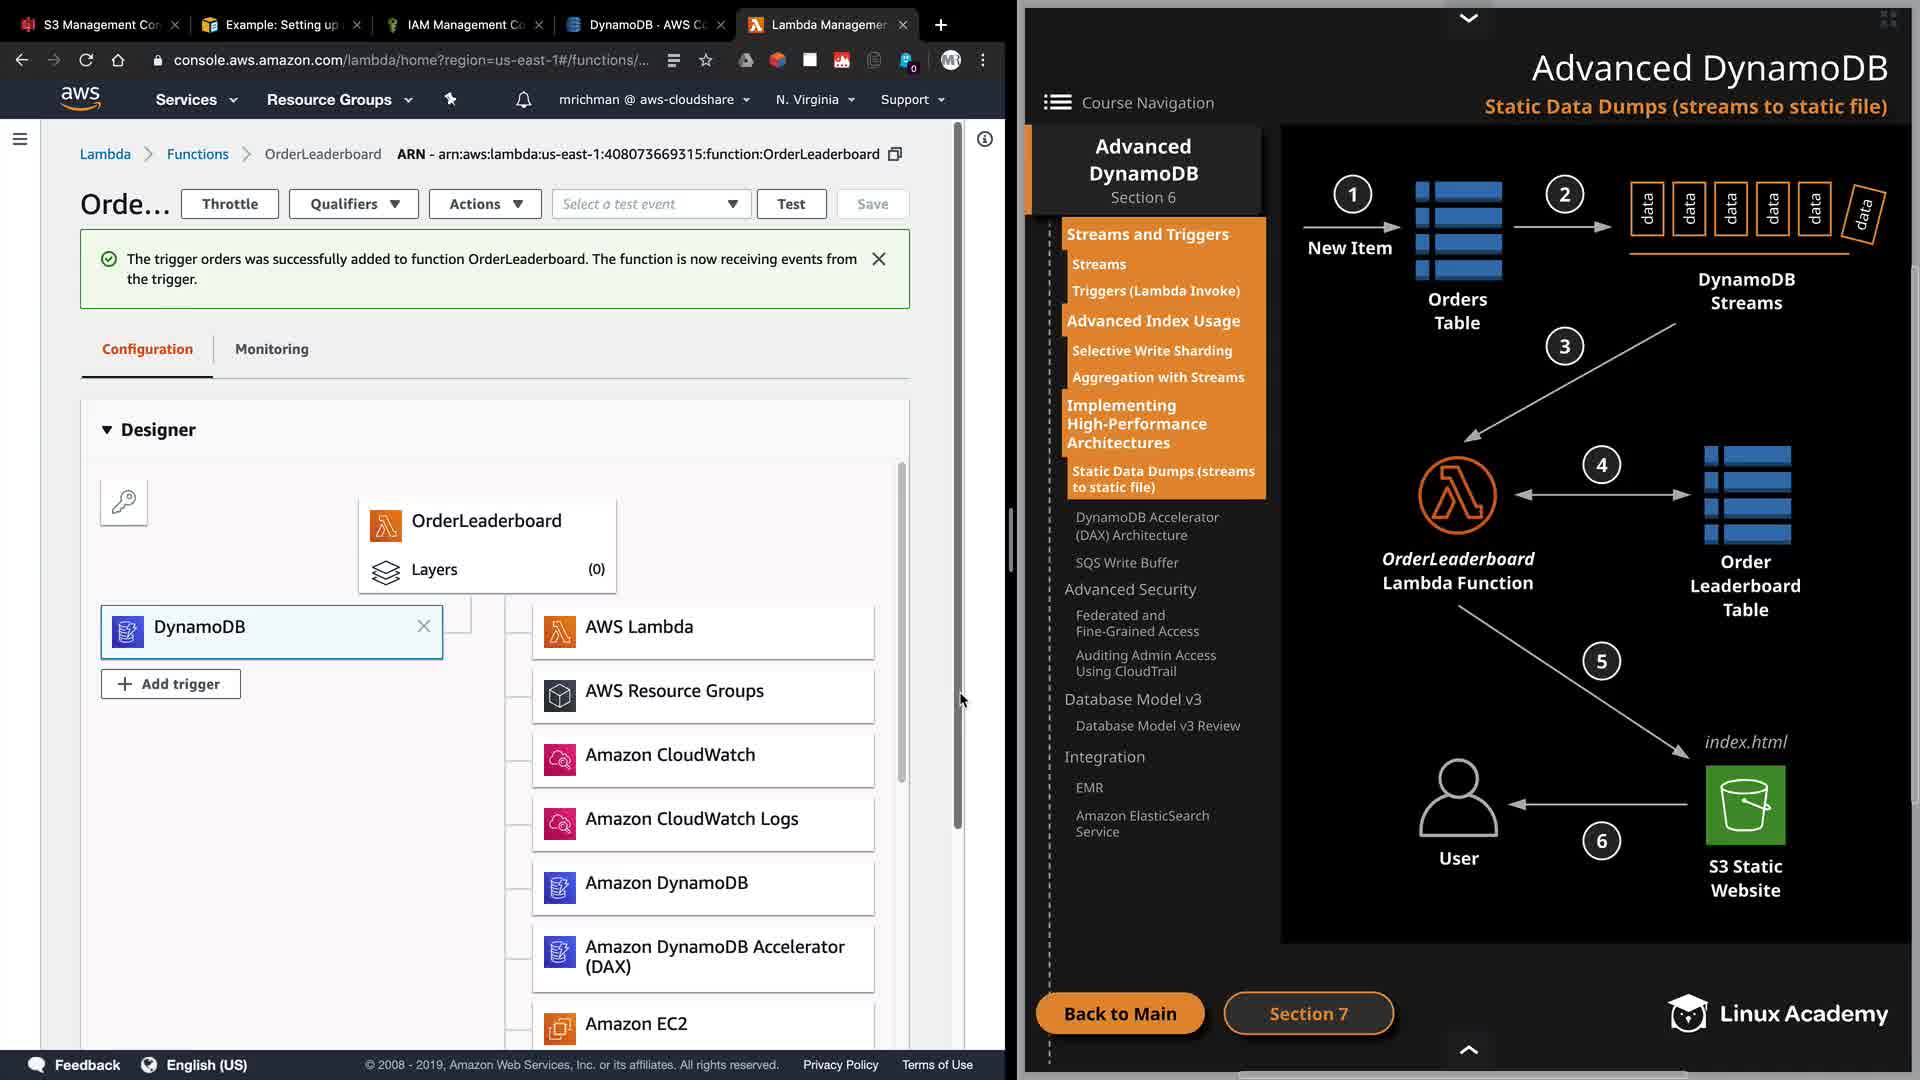 S3 Management Con
Example: Setting up
IAM Management Co
DynamoDB · AWS Co
Lambda Managemen
console.aws.amazon.com/lambda/home?region=us-east-1#/functions/...
0
MR
aws
Services
Resource Groups
mrichman @ aws-cloudshare
N. Virginia
Support
Lambda
Functions
OrderLeaderboard
ARN - arn:aws:lambda:us-east-1:408073669315:function:OrderLeaderboard
Orde...
Throttle
Qualifiers
Actions
Select a test event
Test
Save
The trigger orders was successfully added to function OrderLeaderboard. The function is now receiving events from
the trigger.
Configuration
Monitoring
Designer
OrderLeaderboard
Layers
(0)
DynamoDB
Add trigger
AWS Lambda
AWS Resource Groups
Amazon CloudWatch
Amazon CloudWatch Logs
Amazon DynamoDB
Amazon DynamoDB Accelerator
(DAX)
Amazon EC2
Feedback
English (US)
© 2008 - 2019, Amazon Web Services, Inc. or its affiliates. All rights reserved.
Privacy Policy
Terms of Use
Advanced DynamoDB
Static Data Dumps (streams to static file)
Course Navigation
Advanced
DynamoDB
Section 6
Streams and Triggers
Streams
Triggers (Lambda Invoke)
Advanced Index Usage
Selective Write Sharding
Aggregation with Streams
Implementing
High-Performance
Architectures
Static Data Dumps (streams
to static file)
DynamoDB Accelerator
(DAX) Architecture
SQS Write Buffer
Advanced Security
Federated and
Fine-Grained Access
Auditing Admin Access
Using CloudTrail
Database Model v3
Database Model v3 Review
Integration
EMR
Amazon ElasticSearch
Service
1
New Item
Orders
Table
2
data
data
data
data
data
data
DynamoDB
Streams
3
4
OrderLeaderboard
Lambda Function
Order
Leaderboard
Table
5
index.html
S3 Static
Website
6
User
Back to Main
Section 7
Linux Academy